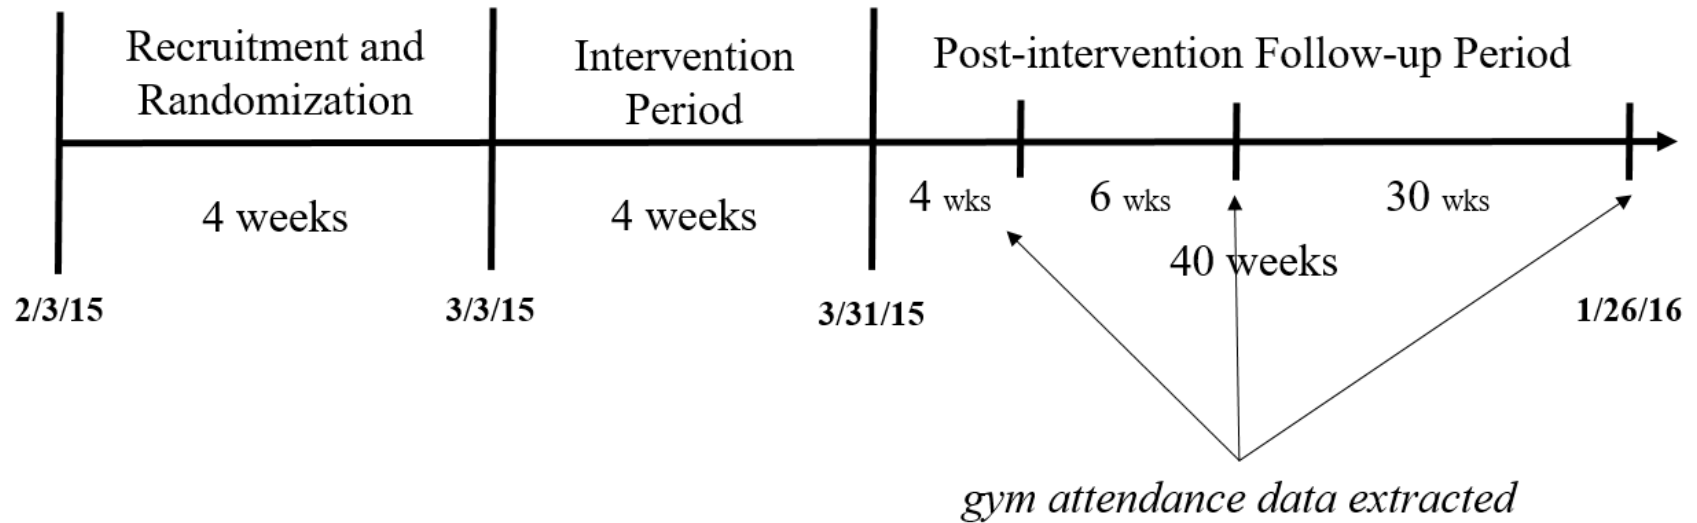 Recruitment and
Randomization
Intervention
Period
Post-intervention Follow-up Period
4 weeks
4 weeks
4 wks
6 wks
30 wks
40 weeks
2/3/15
3/3/15
3/31/15
1/26/16
gym attendance data extracted